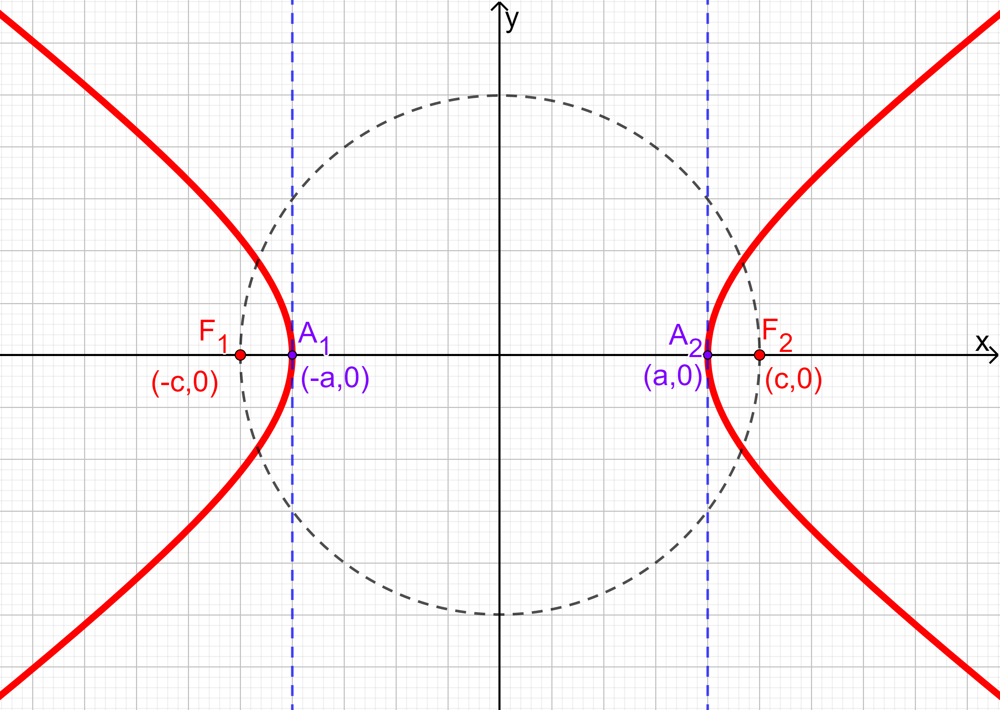 y
F1
A1
A2
F2
x
(-c,0)
(-a,0)
(a,0)
(c,0)